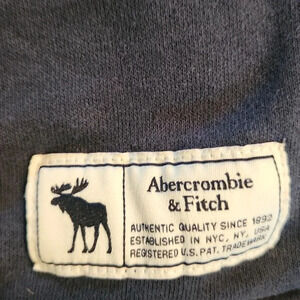 Abercrombie
& Fitch
AUTHENTIC QUALITY SINCE 1892
ESTABLISHED IN NYC, NY, USA
REGISTERED U.S. PAT. TRADEMARK